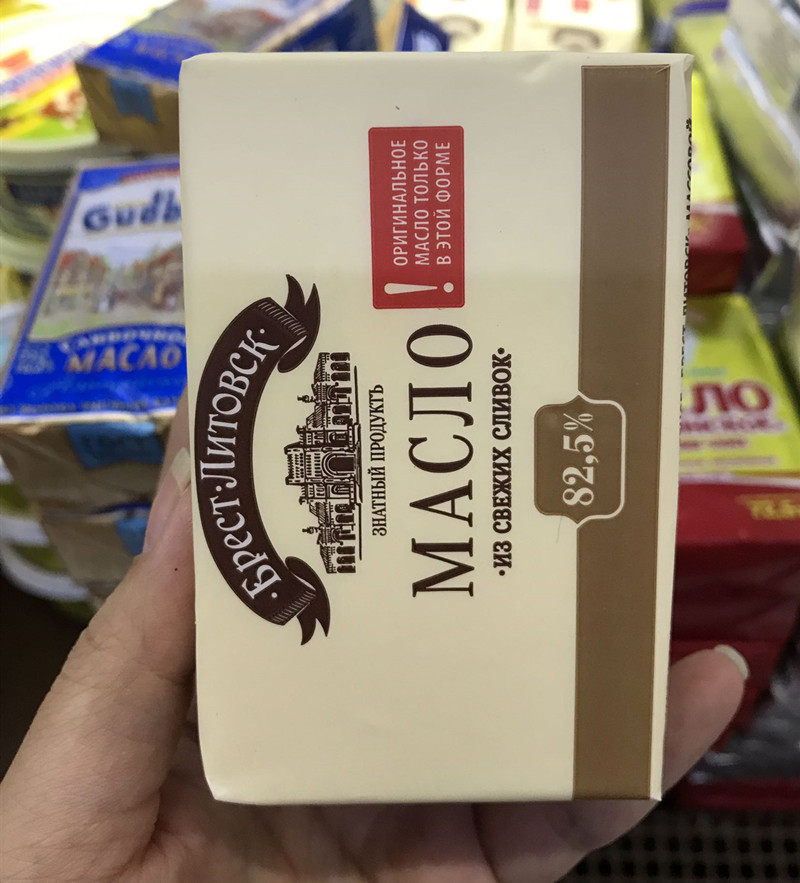 БРЕСТ·ЛИТОВСК
ЗНАТНЫЙ ПРОДУКТЪ
!
ОРИГИНАЛЬНОЕ
МАСЛО ТОЛЬКО
В ЭТОЙ ФОРМЕ
МАСЛО
·ИЗ СВЕЖИХ СЛИВОК·
82,5%
МАСЛО